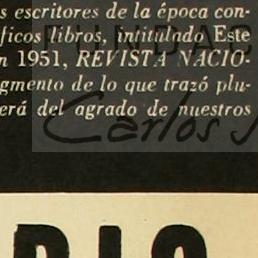 s escritores de la época con-
ficos libros, intitulado Este
n 1951, REVISTA NACIO-
gmento de lo que trazó plu-
erá del agrado de nuestros
Carlos